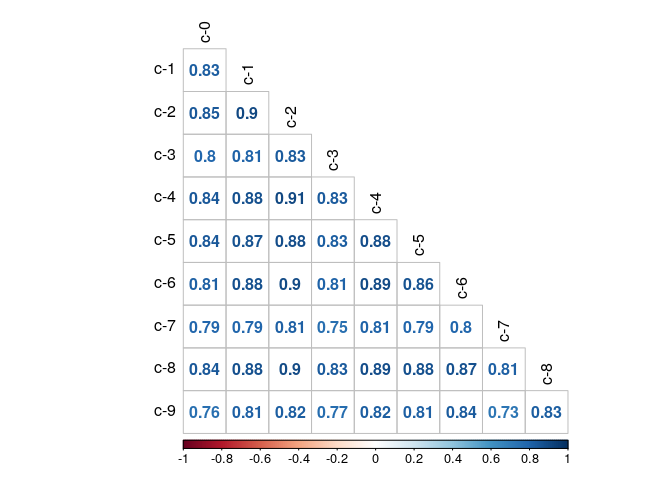 c-0
c-1 0.83 c-1
c-2 0.85 0.9 c-2
c-3 0.8 0.81 0.83 c-3
c-4 0.84 0.88 0.91 0.83 c-4
c-5 0.84 0.87 0.88 0.83 0.88 c-5
c-6 0.81 0.88 0.9 0.81 0.89 0.86 c-6
c-7 0.79 0.79 0.81 0.75 0.81 0.79 0.8 c-7
c-8 0.84 0.88 0.9 0.83 0.89 0.88 0.87 0.81 c-8
c-9 0.76 0.81 0.82 0.77 0.82 0.81 0.84 0.73 0.83
-1 -0.8 -0.6 -0.4 -0.2 0 0.2 0.4 0.6 0.8 1